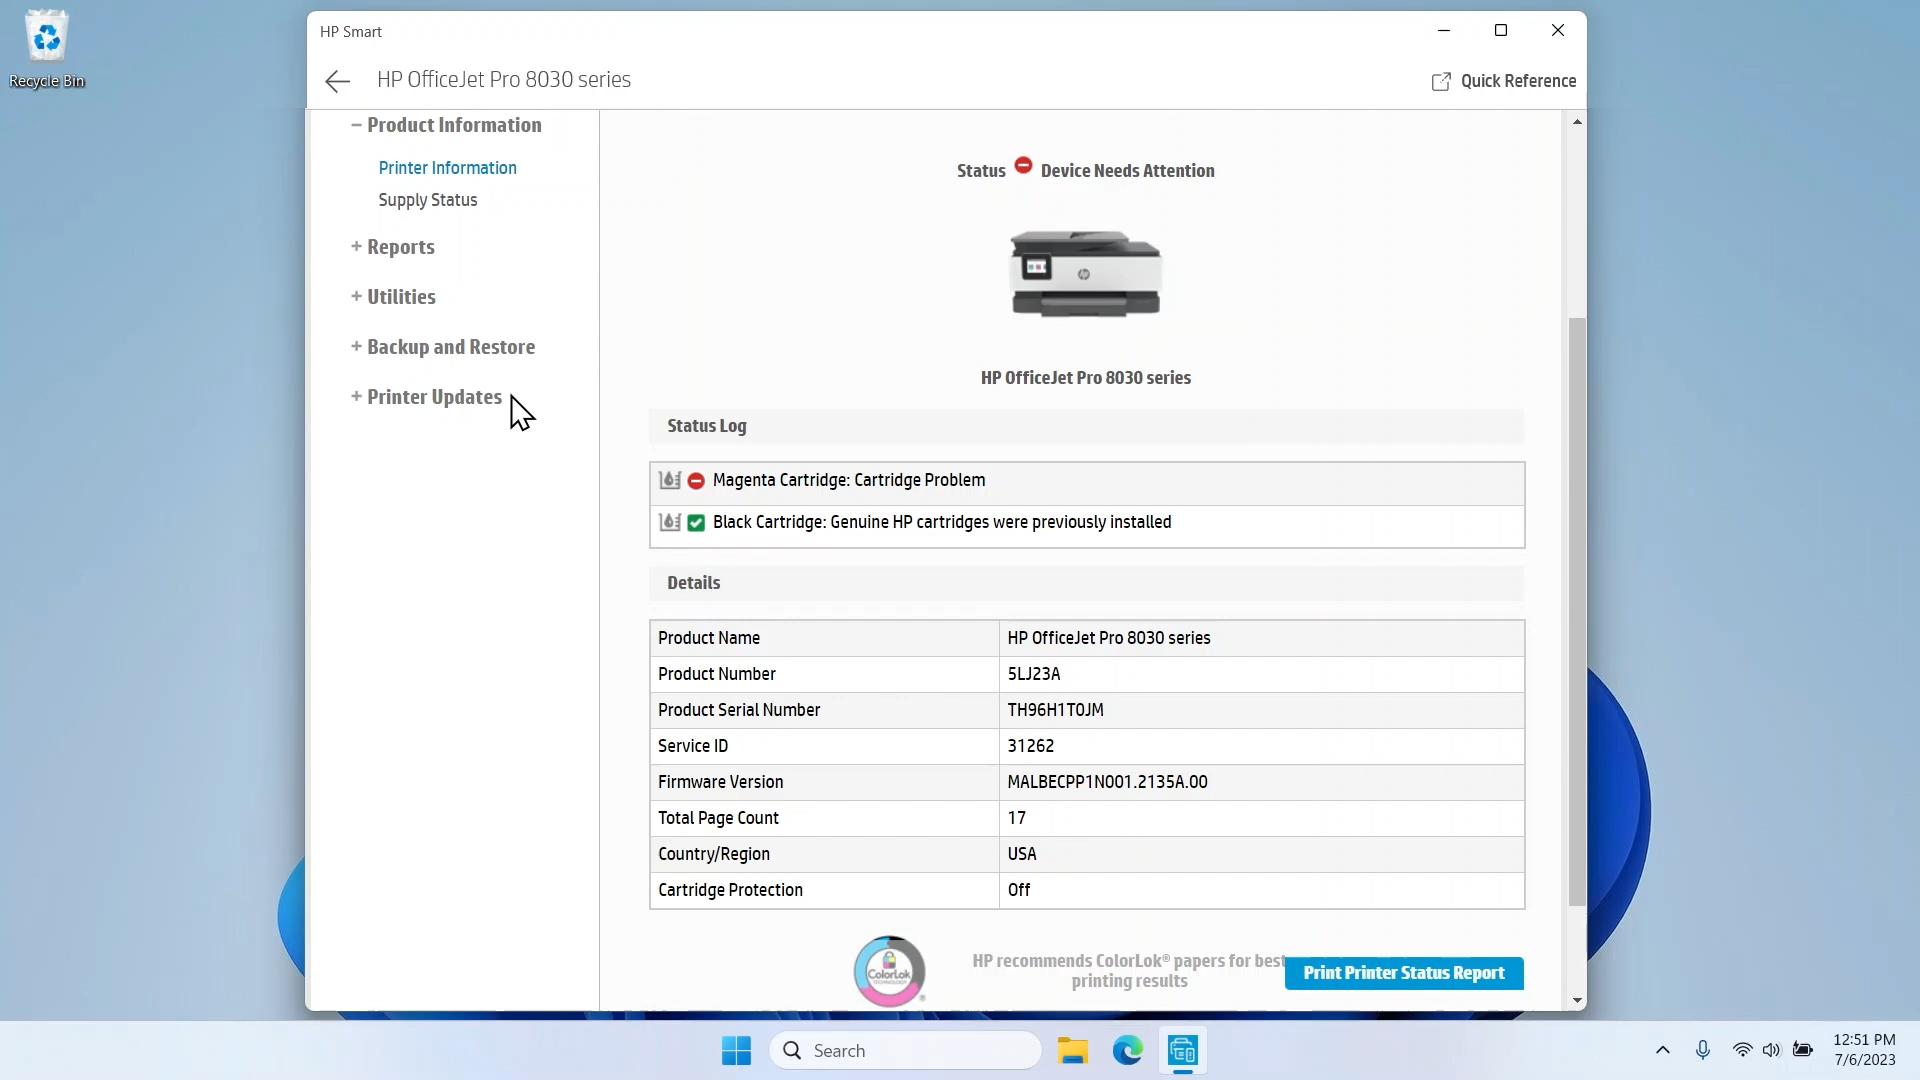 Recycle Bin
HP Smart
HP OfficeJet Pro 8030 series
Quick Reference
− Product Information
Printer Information
Supply Status
+ Reports
+ Utilities
+ Backup and Restore
+ Printer Updates
Status Device Needs Attention
hp
HP OfficeJet Pro 8030 series
Status Log
Magenta Cartridge: Cartridge Problem
Black Cartridge: Genuine HP cartridges were previously installed
Details
Product Name HP OfficeJet Pro 8030 series
Product Number 5LJ23A
Product Serial Number TH96H1T0JM
Service ID 31262
Firmware Version MALBECPP1N001.2135A.00
Total Page Count 17
Country/Region USA
Cartridge Protection Off
ColorLok
TECHNOLOGY
®
HP recommends ColorLok® papers for best
printing results
Print Printer Status Report
Search
12:51 PM
7/6/2023